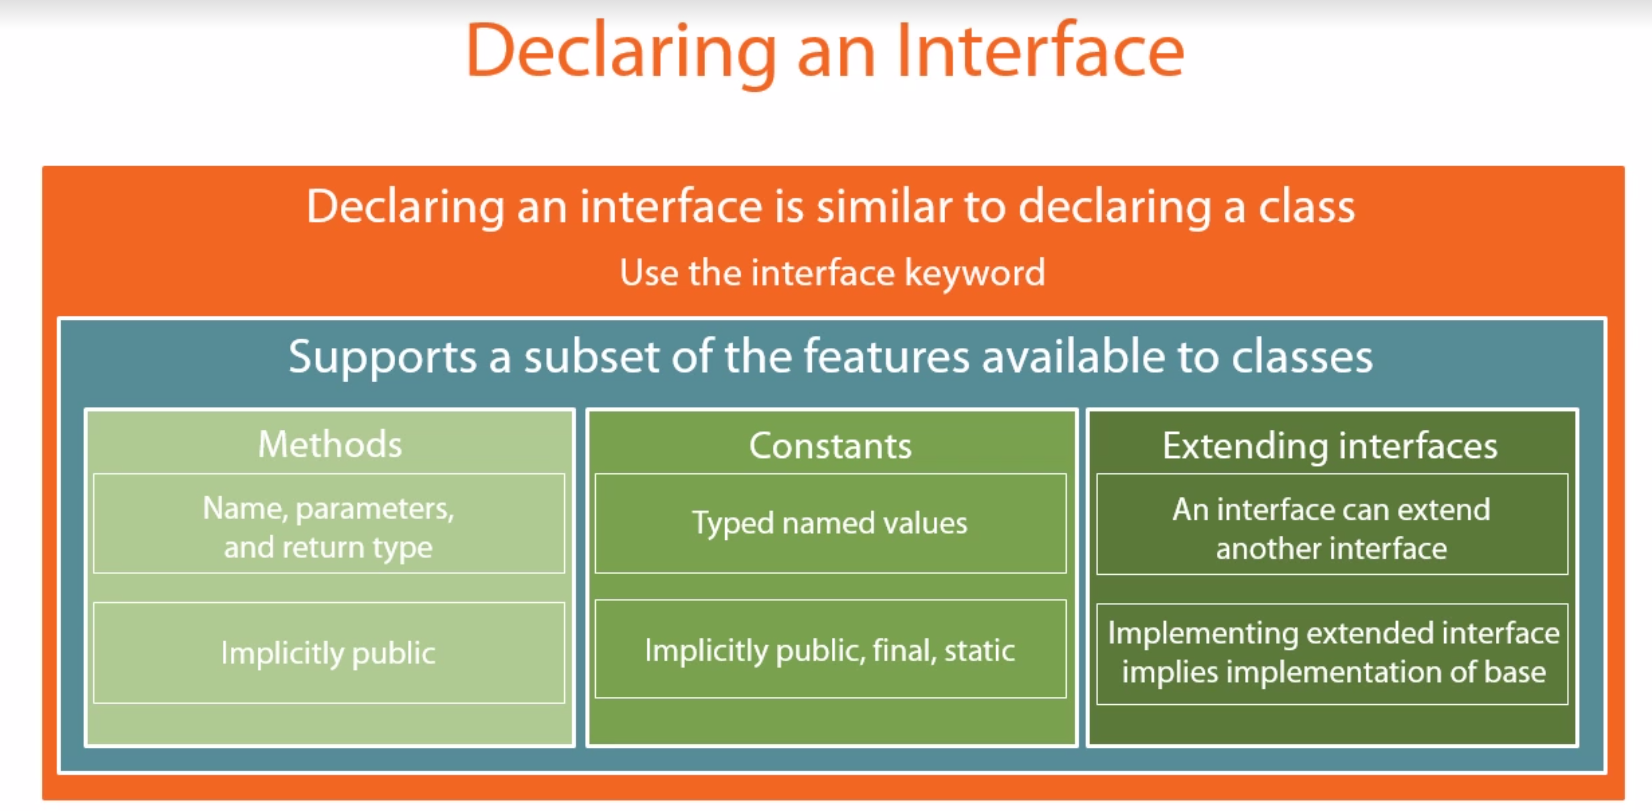 Declaring an Interface
Declaring an interface is similar to declaring a class
Use the interface keyword
Supports a subset of the features available to classes
Methods
Name, parameters,
and return type
Implicitly public
Constants
Typed named values
Implicitly public, final, static
Extending interfaces
An interface can extend
another interface
Implementing extended interface
implies implementation of base